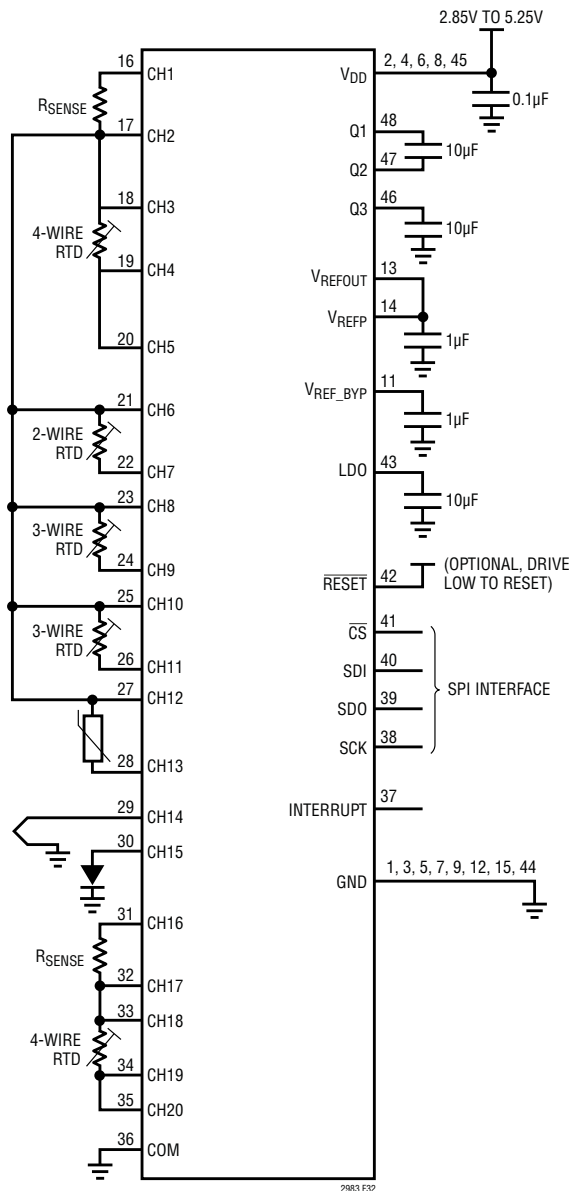 2.85V TO 5.25V
16 CH1
RSENSE
17 CH2
18 CH3
4-WIRE
RTD
19 CH4
20 CH5
21 CH6
2-WIRE
RTD
22 CH7
23 CH8
3-WIRE
RTD
24 CH9
25 CH10
3-WIRE
RTD
26 CH11
27 CH12
28 CH13
29 CH14
30 CH15
31 CH16
RSENSE
32 CH17
33 CH18
4-WIRE
RTD
34 CH19
35 CH20
36 COM
VDD 2, 4, 6, 8, 45
0.1µF
Q1 48
10µF
Q2 47
Q3 46
10µF
VREFOUT 13
VREFP 14
1µF
VREF_BYP 11
1µF
LDO 43
10µF
RESET 42
(OPTIONAL, DRIVE
LOW TO RESET)
CS 41
SDI 40
SPI INTERFACE
SDO 39
SCK 38
INTERRUPT 37
GND 1, 3, 5, 7, 9, 12, 15, 44
2983 F32